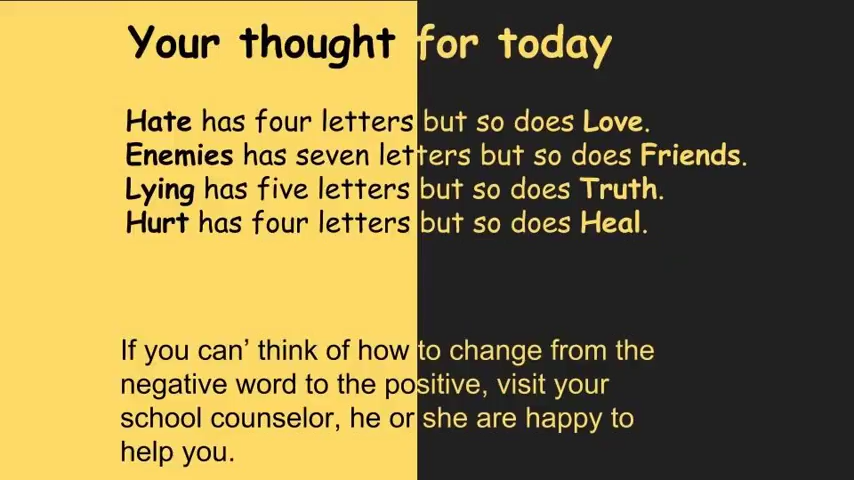 Your thought for today
Hate has four letters but so does Love.
Enemies has seven letters but so does Friends.
Lying has five letters but so does Truth.
Hurt has four letters but so does Heal.
If you can’ think of how to change from the
negative word to the positive, visit your
school counselor, he or she are happy to
help you.